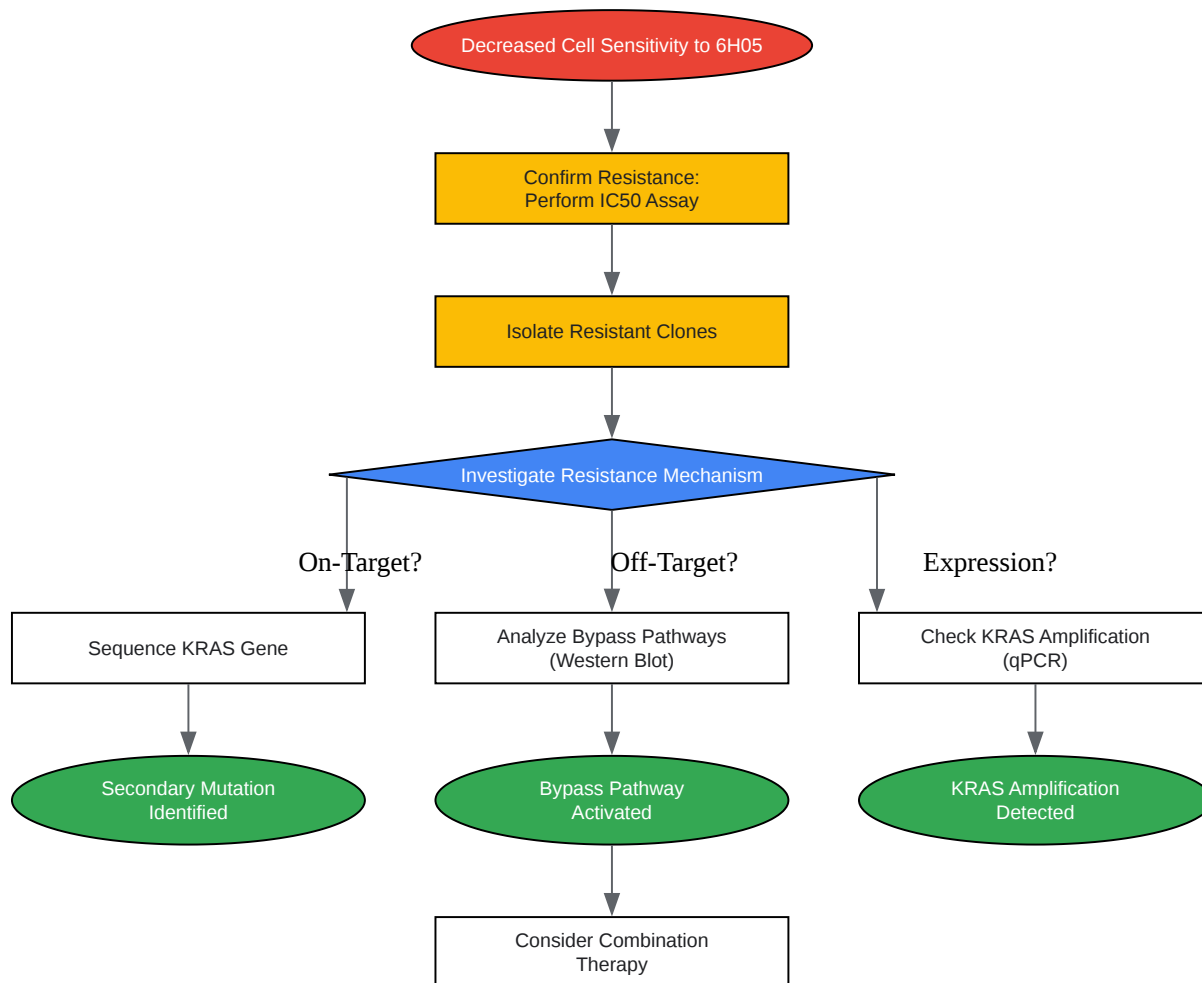 Decreased Cell Sensitivity to 6H05
Confirm Resistance:
Perform IC50 Assay
Isolate Resistant Clones
Investigate Resistance Mechanism
On-Target?
Off-Target?
Expression?
Sequence KRAS Gene
Analyze Bypass Pathways
(Western Blot)
Check KRAS Amplification
(qPCR)
Secondary Mutation
Identified
Bypass Pathway
Activated
KRAS Amplification
Detected
Consider Combination
Therapy